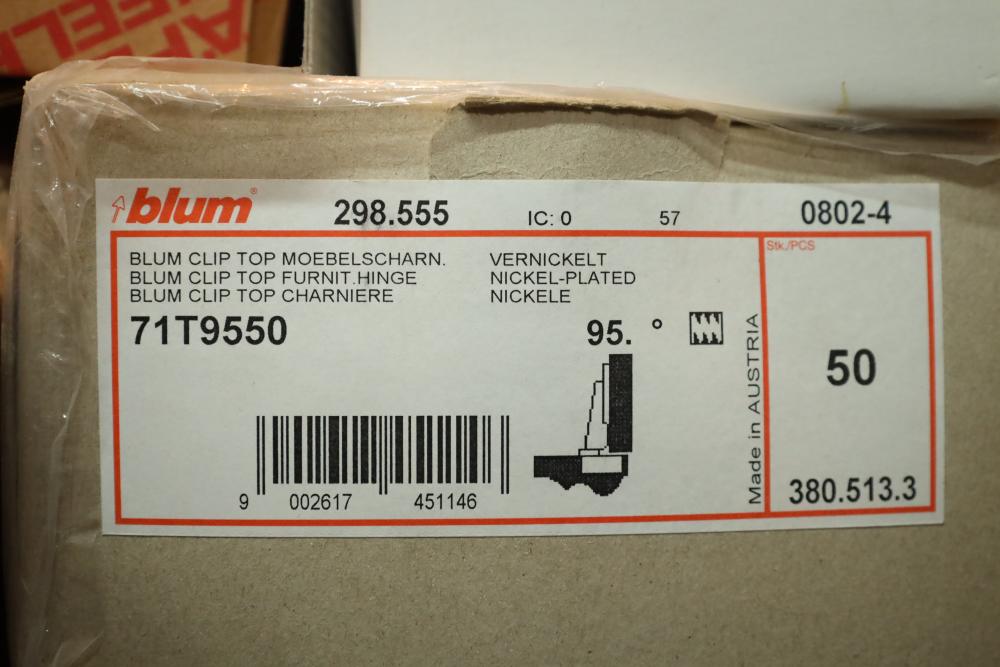 blum®
298.555
IC: 0
57
0802-4
BLUM CLIP TOP MOEBELSCHARN.
BLUM CLIP TOP FURNIT.HINGE
BLUM CLIP TOP CHARNIERE
VERNICKELT
NICKEL-PLATED
NICKELE
71T9550
95. °
Made in AUSTRIA
Stk./PCS
50
380.513.3
9 002617 451146